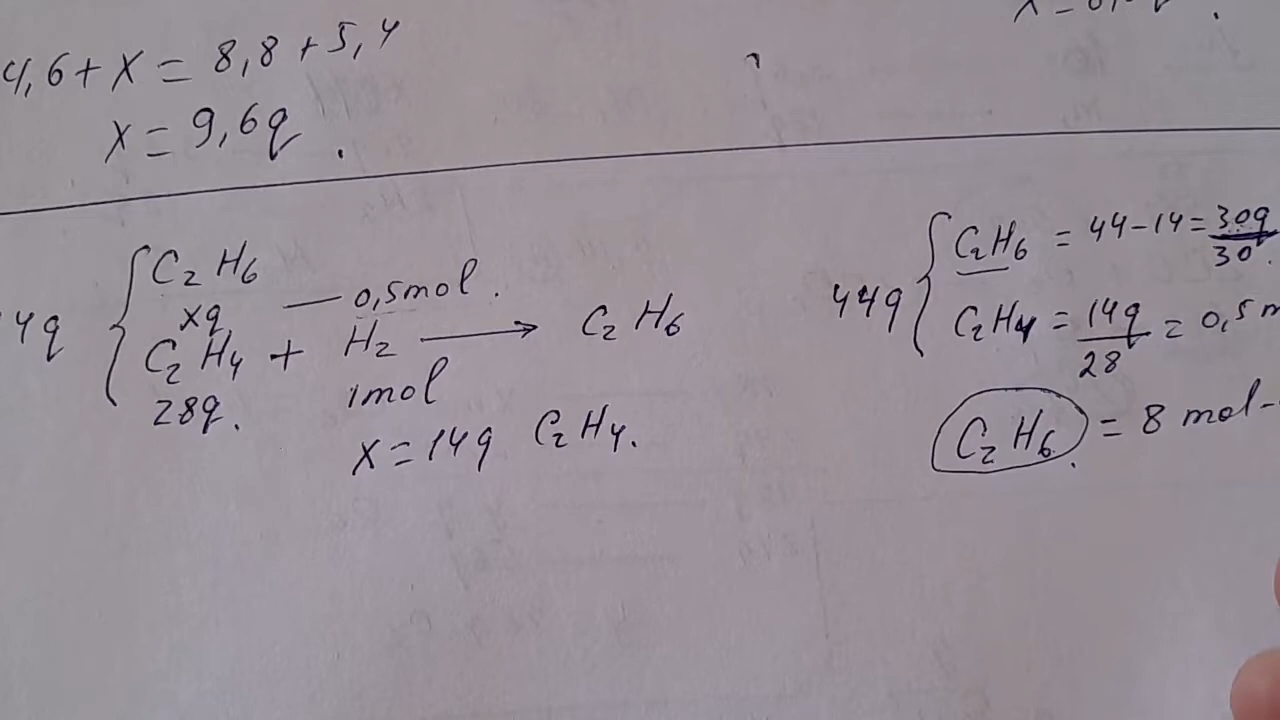 4,6 + x = 8,8 + 5,4
x = 9,6q.
4q
C2H6
xq — 0,5mol.
C2H4 + H2 ⟶ C2H6
28q. 1mol
x = 14q C2H4.
44q
C2H6 = 44 - 14 = 30q/30.
C2H4 = 14q/28 = 0,5 m
C2H6. = 8 mol-